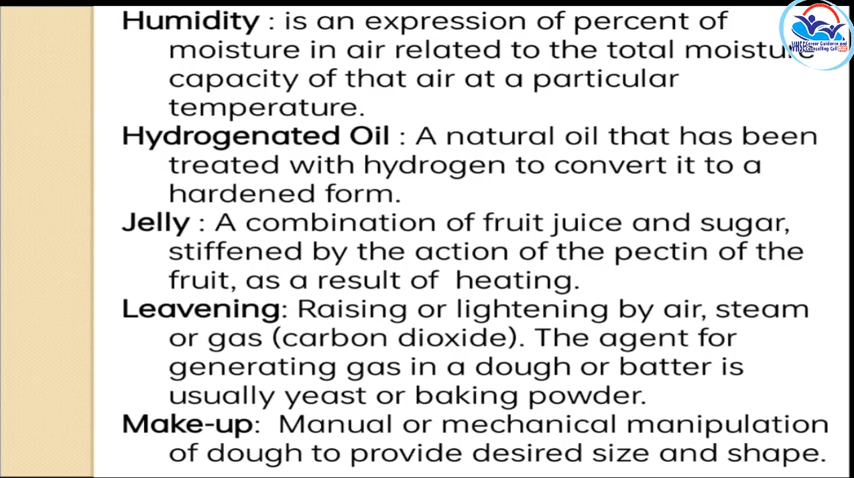 Humidity : is an expression of percent of
moisture in air related to the total moisture
capacity of that air at a particular
temperature.
Hydrogenated Oil : A natural oil that has been
treated with hydrogen to convert it to a
hardened form.
Jelly : A combination of fruit juice and sugar,
stiffened by the action of the pectin of the
fruit, as a result of heating.
Leavening: Raising or lightening by air, steam
or gas (carbon dioxide). The agent for
generating gas in a dough or batter is
usually yeast or baking powder.
Make-up: Manual or mechanical manipulation
of dough to provide desired size and shape.
Career Guidance and
Counselling Cell